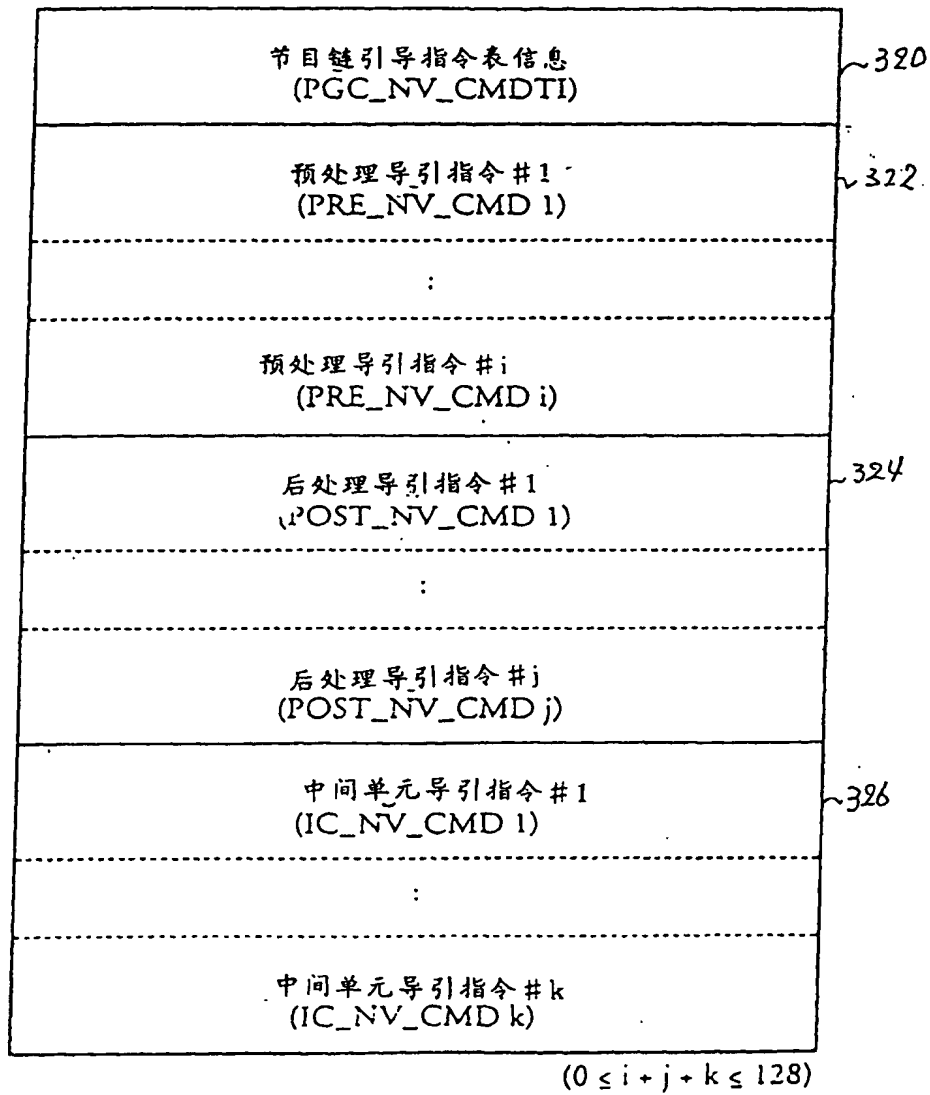 节目链引导指令表信息
(PGC_NV_CMDTI)
320
预处理导引指令#1
(PRE_NV_CMD 1)
322
:
预处理导引指令#i
(PRE_NV_CMD i)
后处理导引指令#1
(POST_NV_CMD 1)
324
:
后处理导引指令#j
(POST_NV_CMD j)
中间单元导引指令#1
(IC_NV_CMD 1)
326
:
中间单元导引指令#k
(IC_NV_CMD k)
(0 ≤ i + j + k ≤ 128)